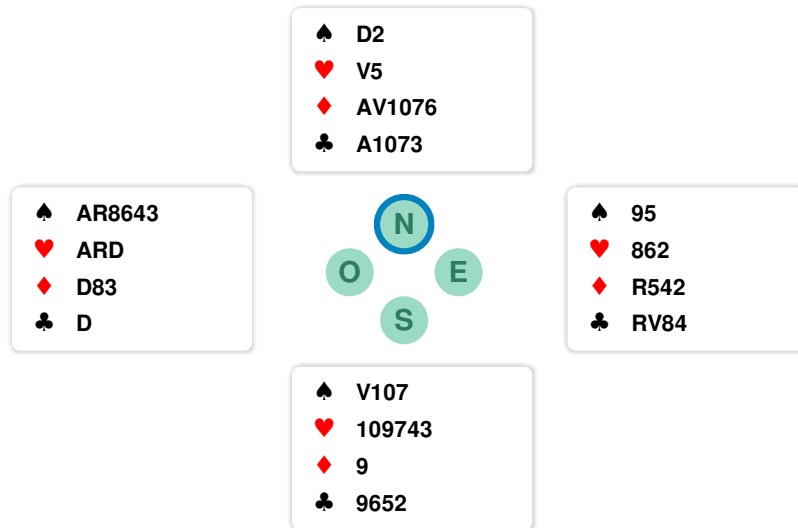 ♠ D2
♥ V5
♦ AV1076
♣ A1073
♠ AR8643
♥ ARD
♦ D83
♣ D
N
O E
S
♠ 95
♥ 862
♦ R542
♣ RV84
♠ V107
♥ 109743
♦ 9
♣ 9652